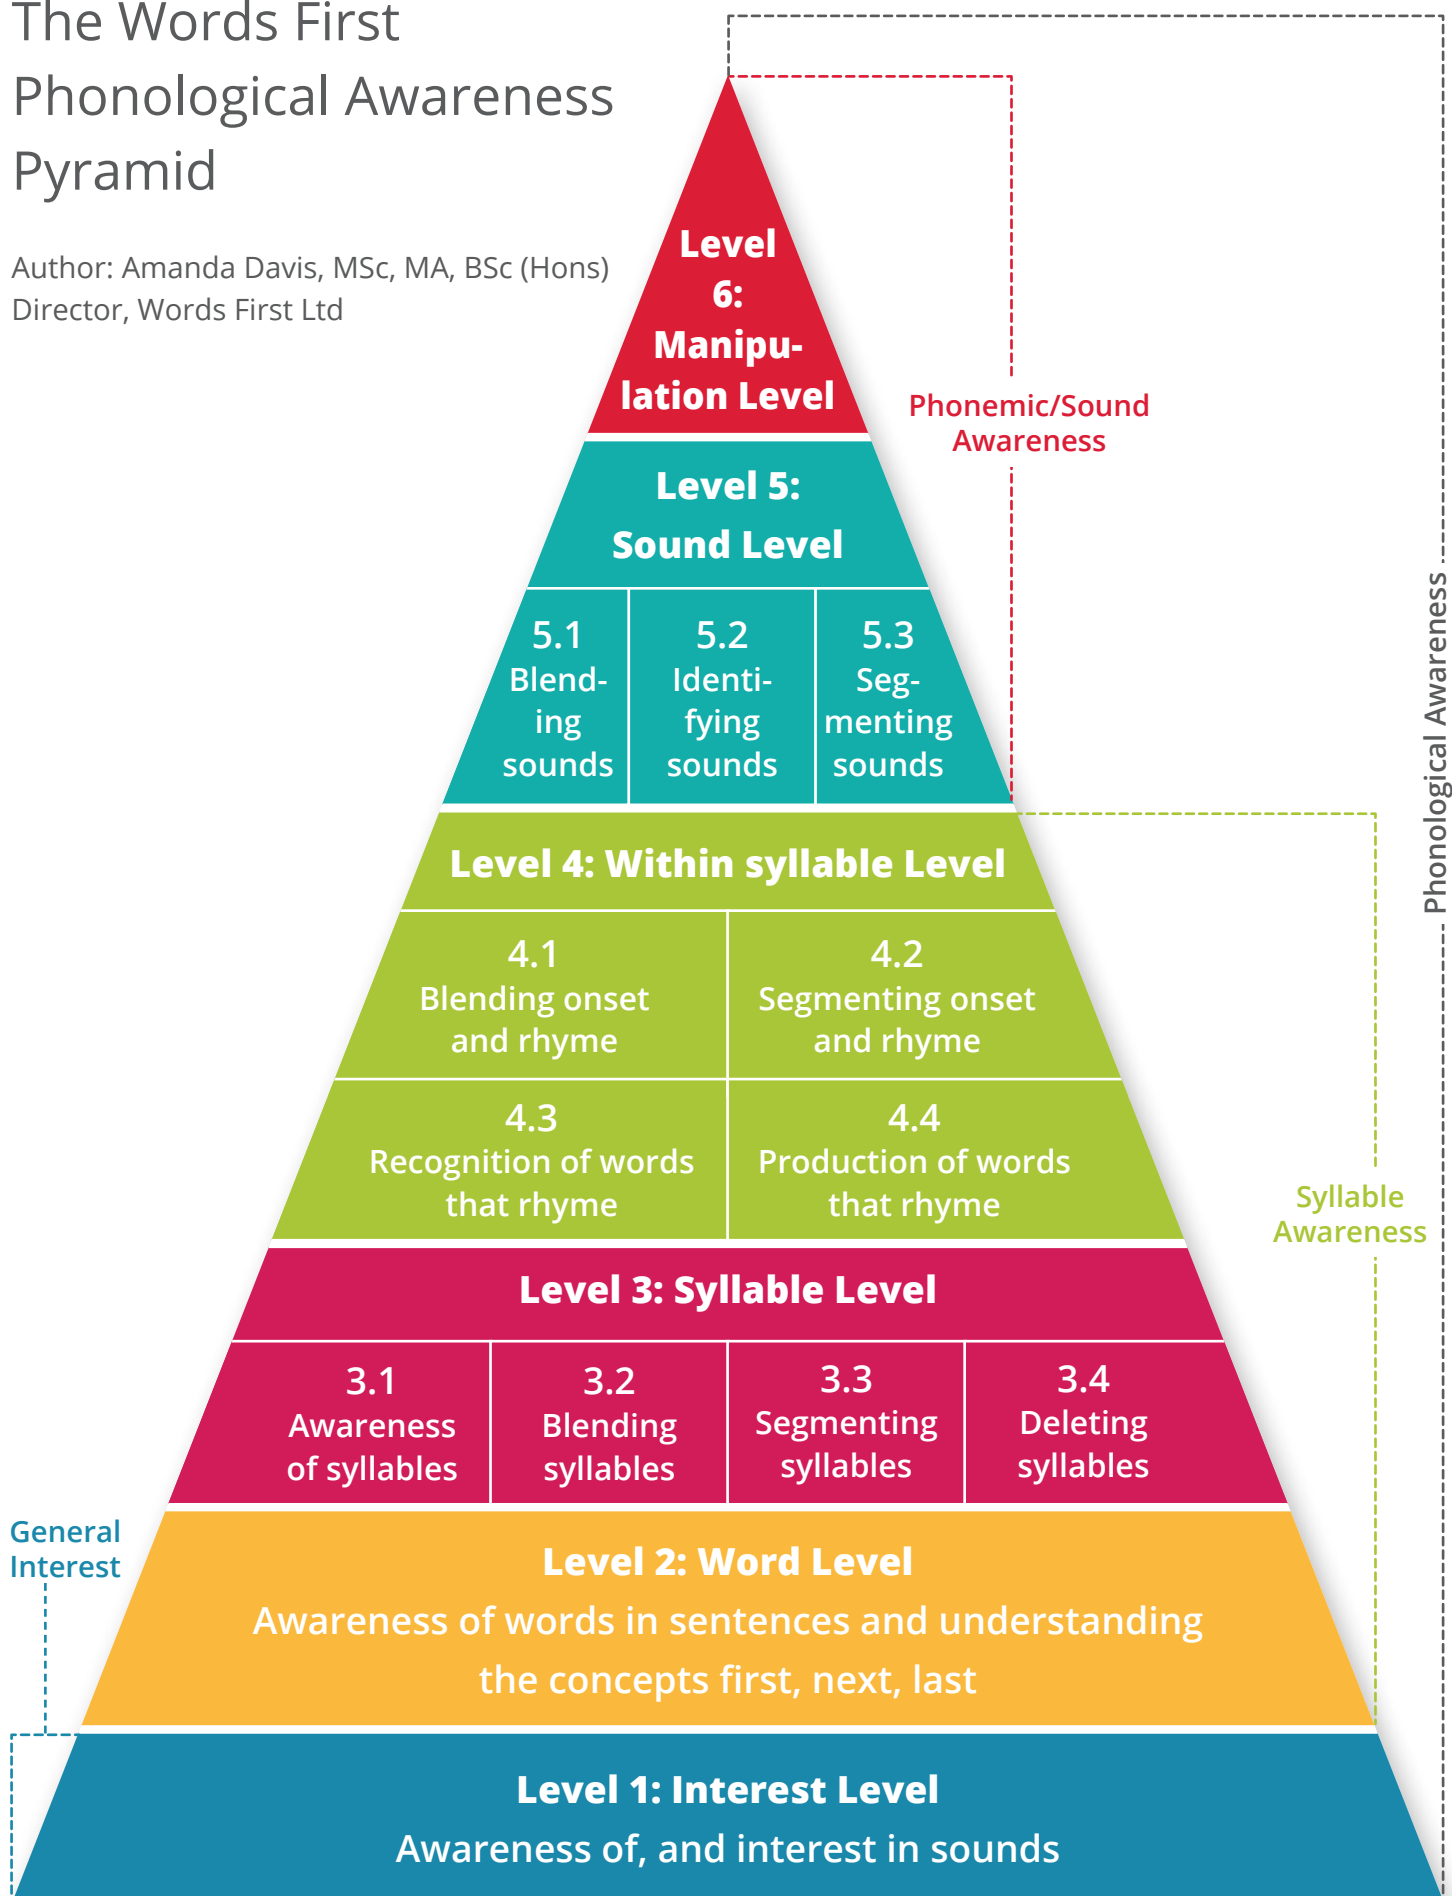 The Words First
Phonological Awareness
Pyramid
Author: Amanda Davis, MSc, MA, BSc (Hons)
Director, Words First Ltd
Level
6:
Manipu-
lation Level
Phonemic/Sound
Awareness
Level 5:
Sound Level
5.1
Blend-
ing
sounds
5.2
Identi-
fying
sounds
5.3
Seg-
menting
sounds
Phonological Awareness
Level 4: Within syllable Level
4.1
Blending onset
and rhyme
4.2
Segmenting onset
and rhyme
4.3
Recognition of words
that rhyme
4.4
Production of words
that rhyme
Syllable
Awareness
Level 3: Syllable Level
3.1
Awareness
of syllables
3.2
Blending
syllables
3.3
Segmenting
syllables
3.4
Deleting
syllables
General
Interest
Level 2: Word Level
Awareness of words in sentences and understanding
the concepts first, next, last
Level 1: Interest Level
Awareness of, and interest in sounds